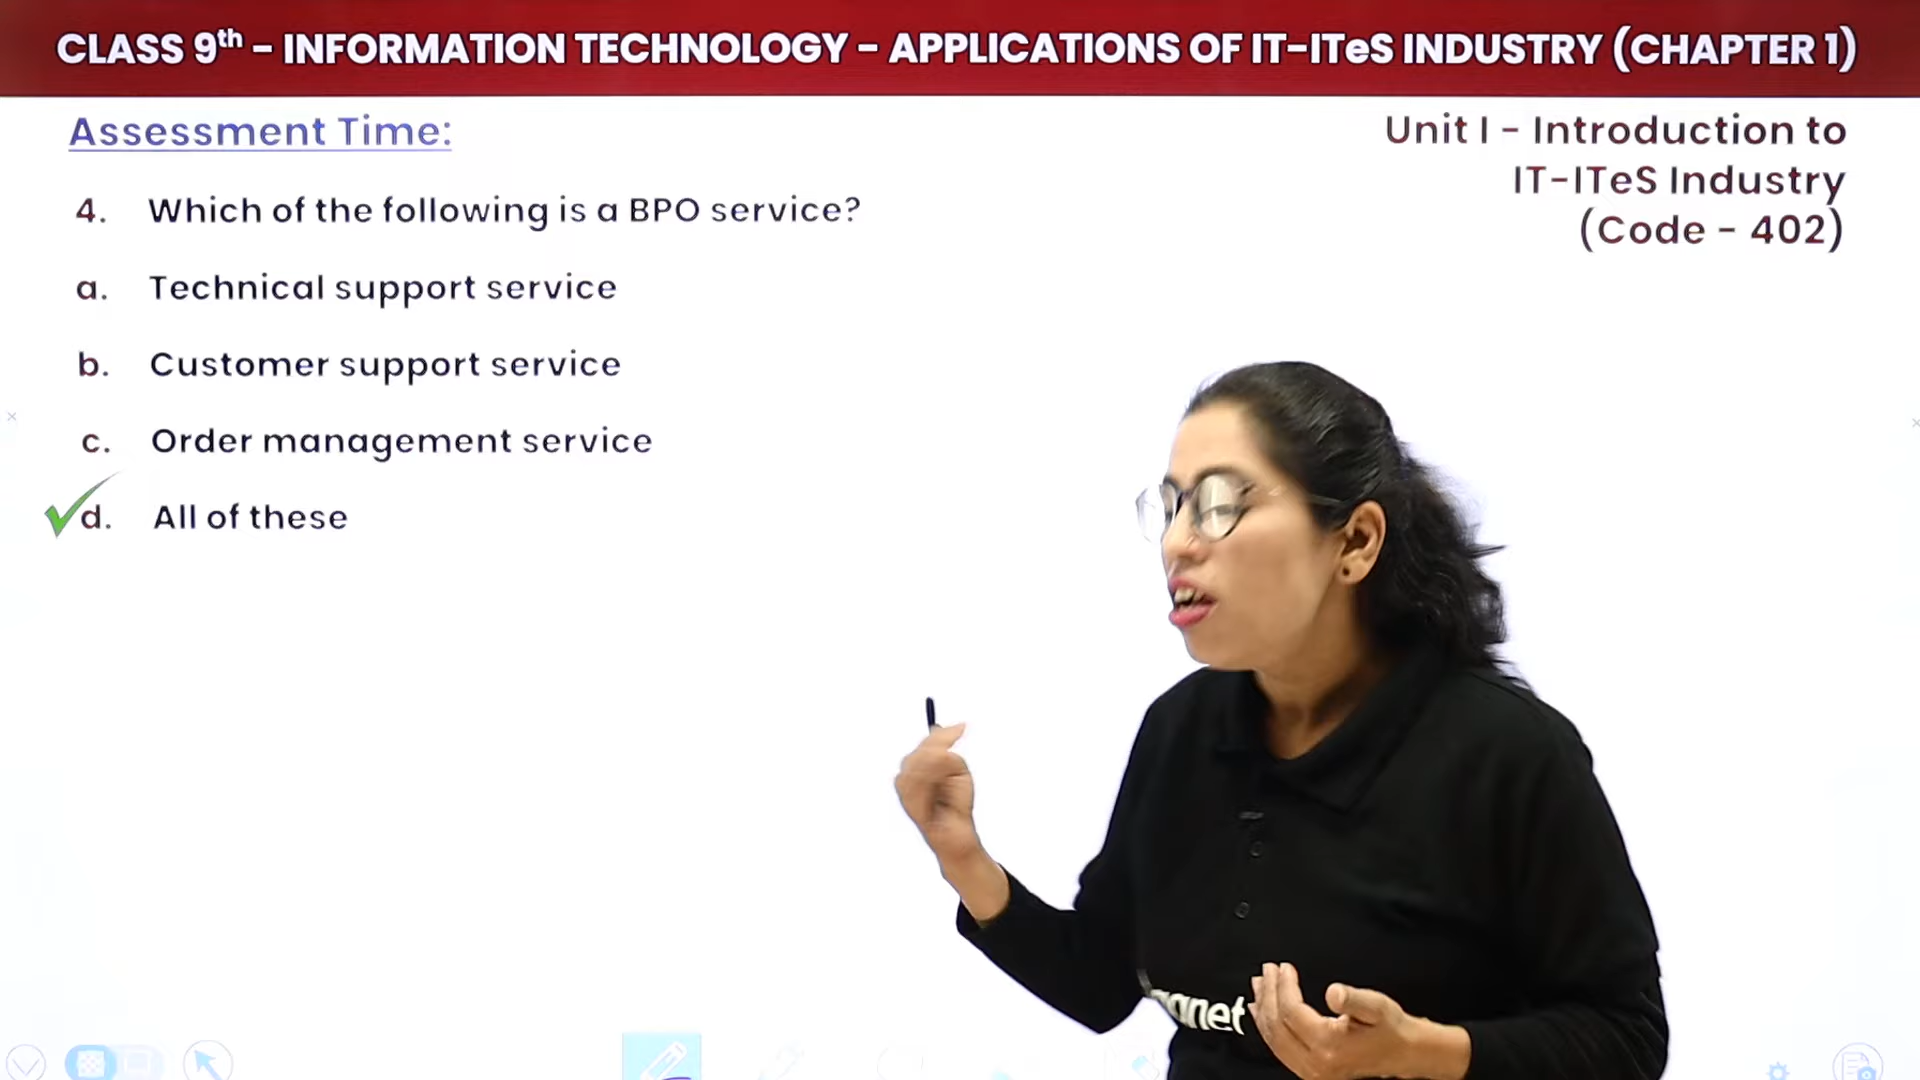 CLASS 9th – INFORMATION TECHNOLOGY – APPLICATIONS OF IT-ITeS INDUSTRY (CHAPTER 1)
Assessment Time:
Unit I – Introduction to
IT-ITeS Industry
(Code – 402)
4. Which of the following is a BPO service?
a. Technical support service
b. Customer support service
c. Order management service
d. All of these